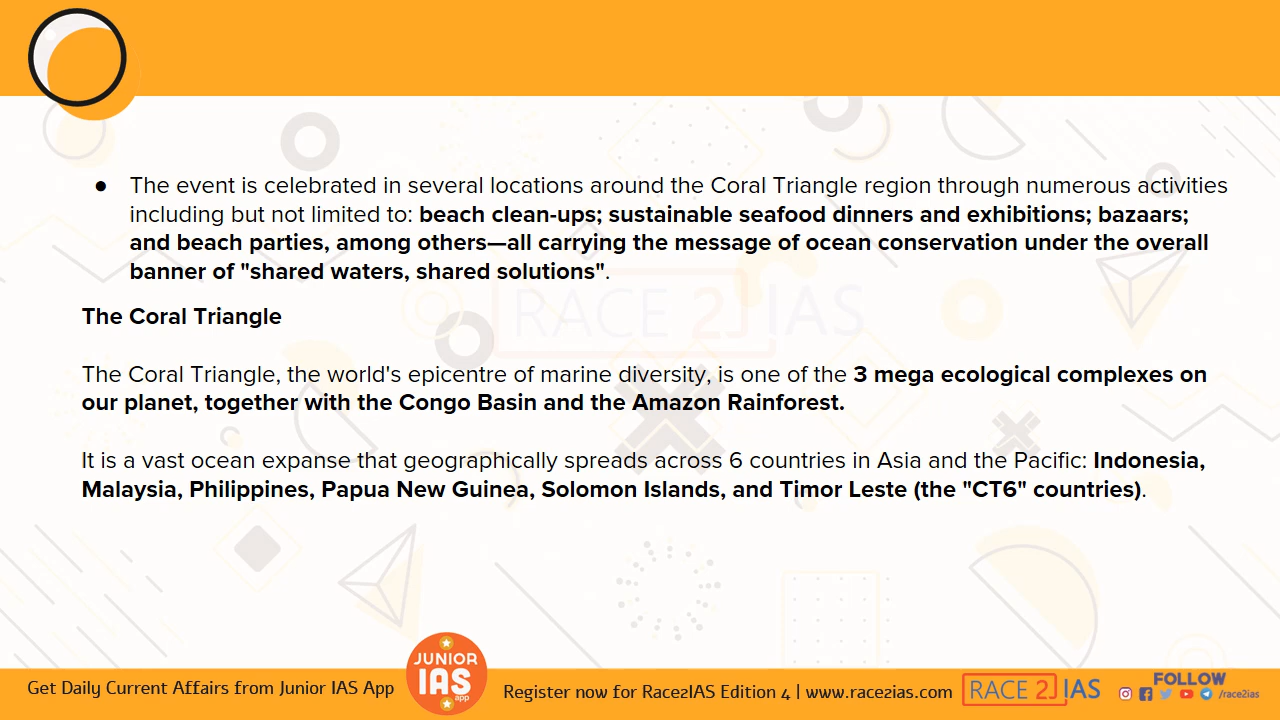 ● The event is celebrated in several locations around the Coral Triangle region through numerous activities
including but not limited to: beach clean-ups; sustainable seafood dinners and exhibitions; bazaars;
and beach parties, among others—all carrying the message of ocean conservation under the overall
banner of "shared waters, shared solutions".
RACE 2 IAS
The Coral Triangle
The Coral Triangle, the world's epicentre of marine diversity, is one of the 3 mega ecological complexes on
our planet, together with the Congo Basin and the Amazon Rainforest.
It is a vast ocean expanse that geographically spreads across 6 countries in Asia and the Pacific: Indonesia,
Malaysia, Philippines, Papua New Guinea, Solomon Islands, and Timor Leste (the "CT6" countries).
Get Daily Current Affairs from Junior IAS App
JUNIOR
IAS
app
Register now for Race2IAS Edition 4 | www.race2ias.com
RACE 2 IAS
FOLLOW
/race2ias